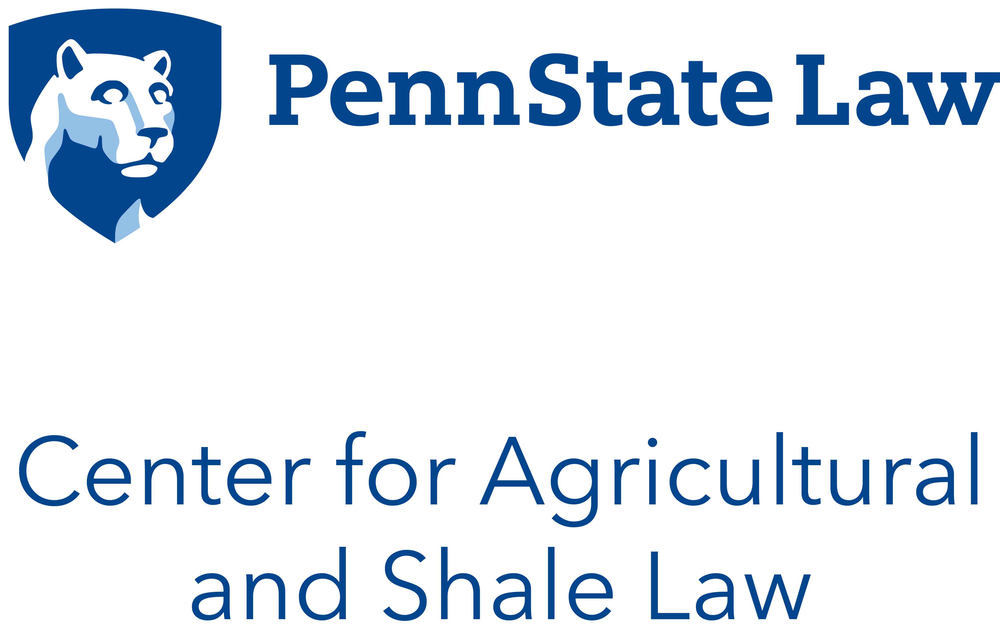 PennState Law
Center for Agricultural
and Shale Law